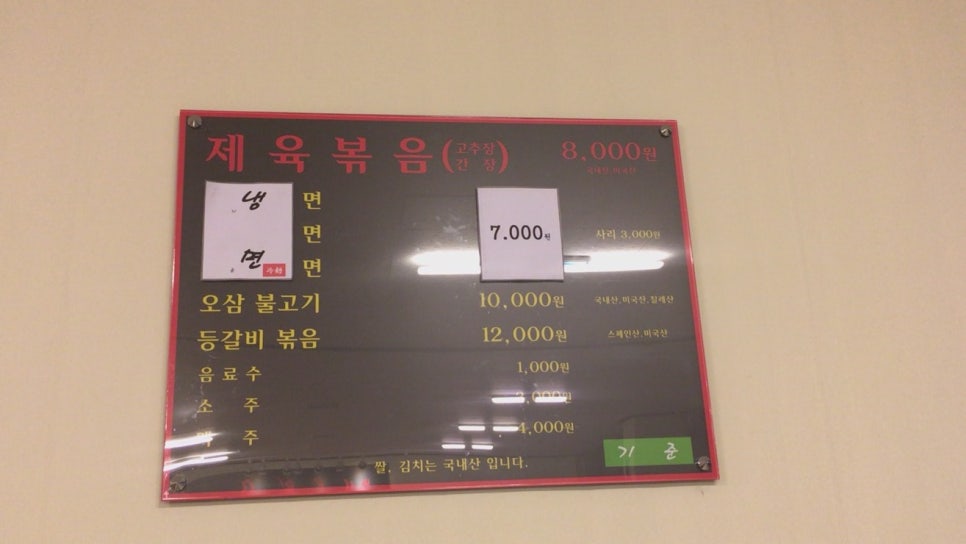 제육볶음(고추장 간장) 8,000원
국내산,미국산
냉 면
면 7.000원 사리 3,000원
면 면
오삼 불고기 10,000원 국내산,미국산,칠레산
등갈비 볶음 12,000원 스페인산,미국산
음료수 1,000원
소 주
주 4,000원
기 준
쌀, 김치는 국내산 입니다.